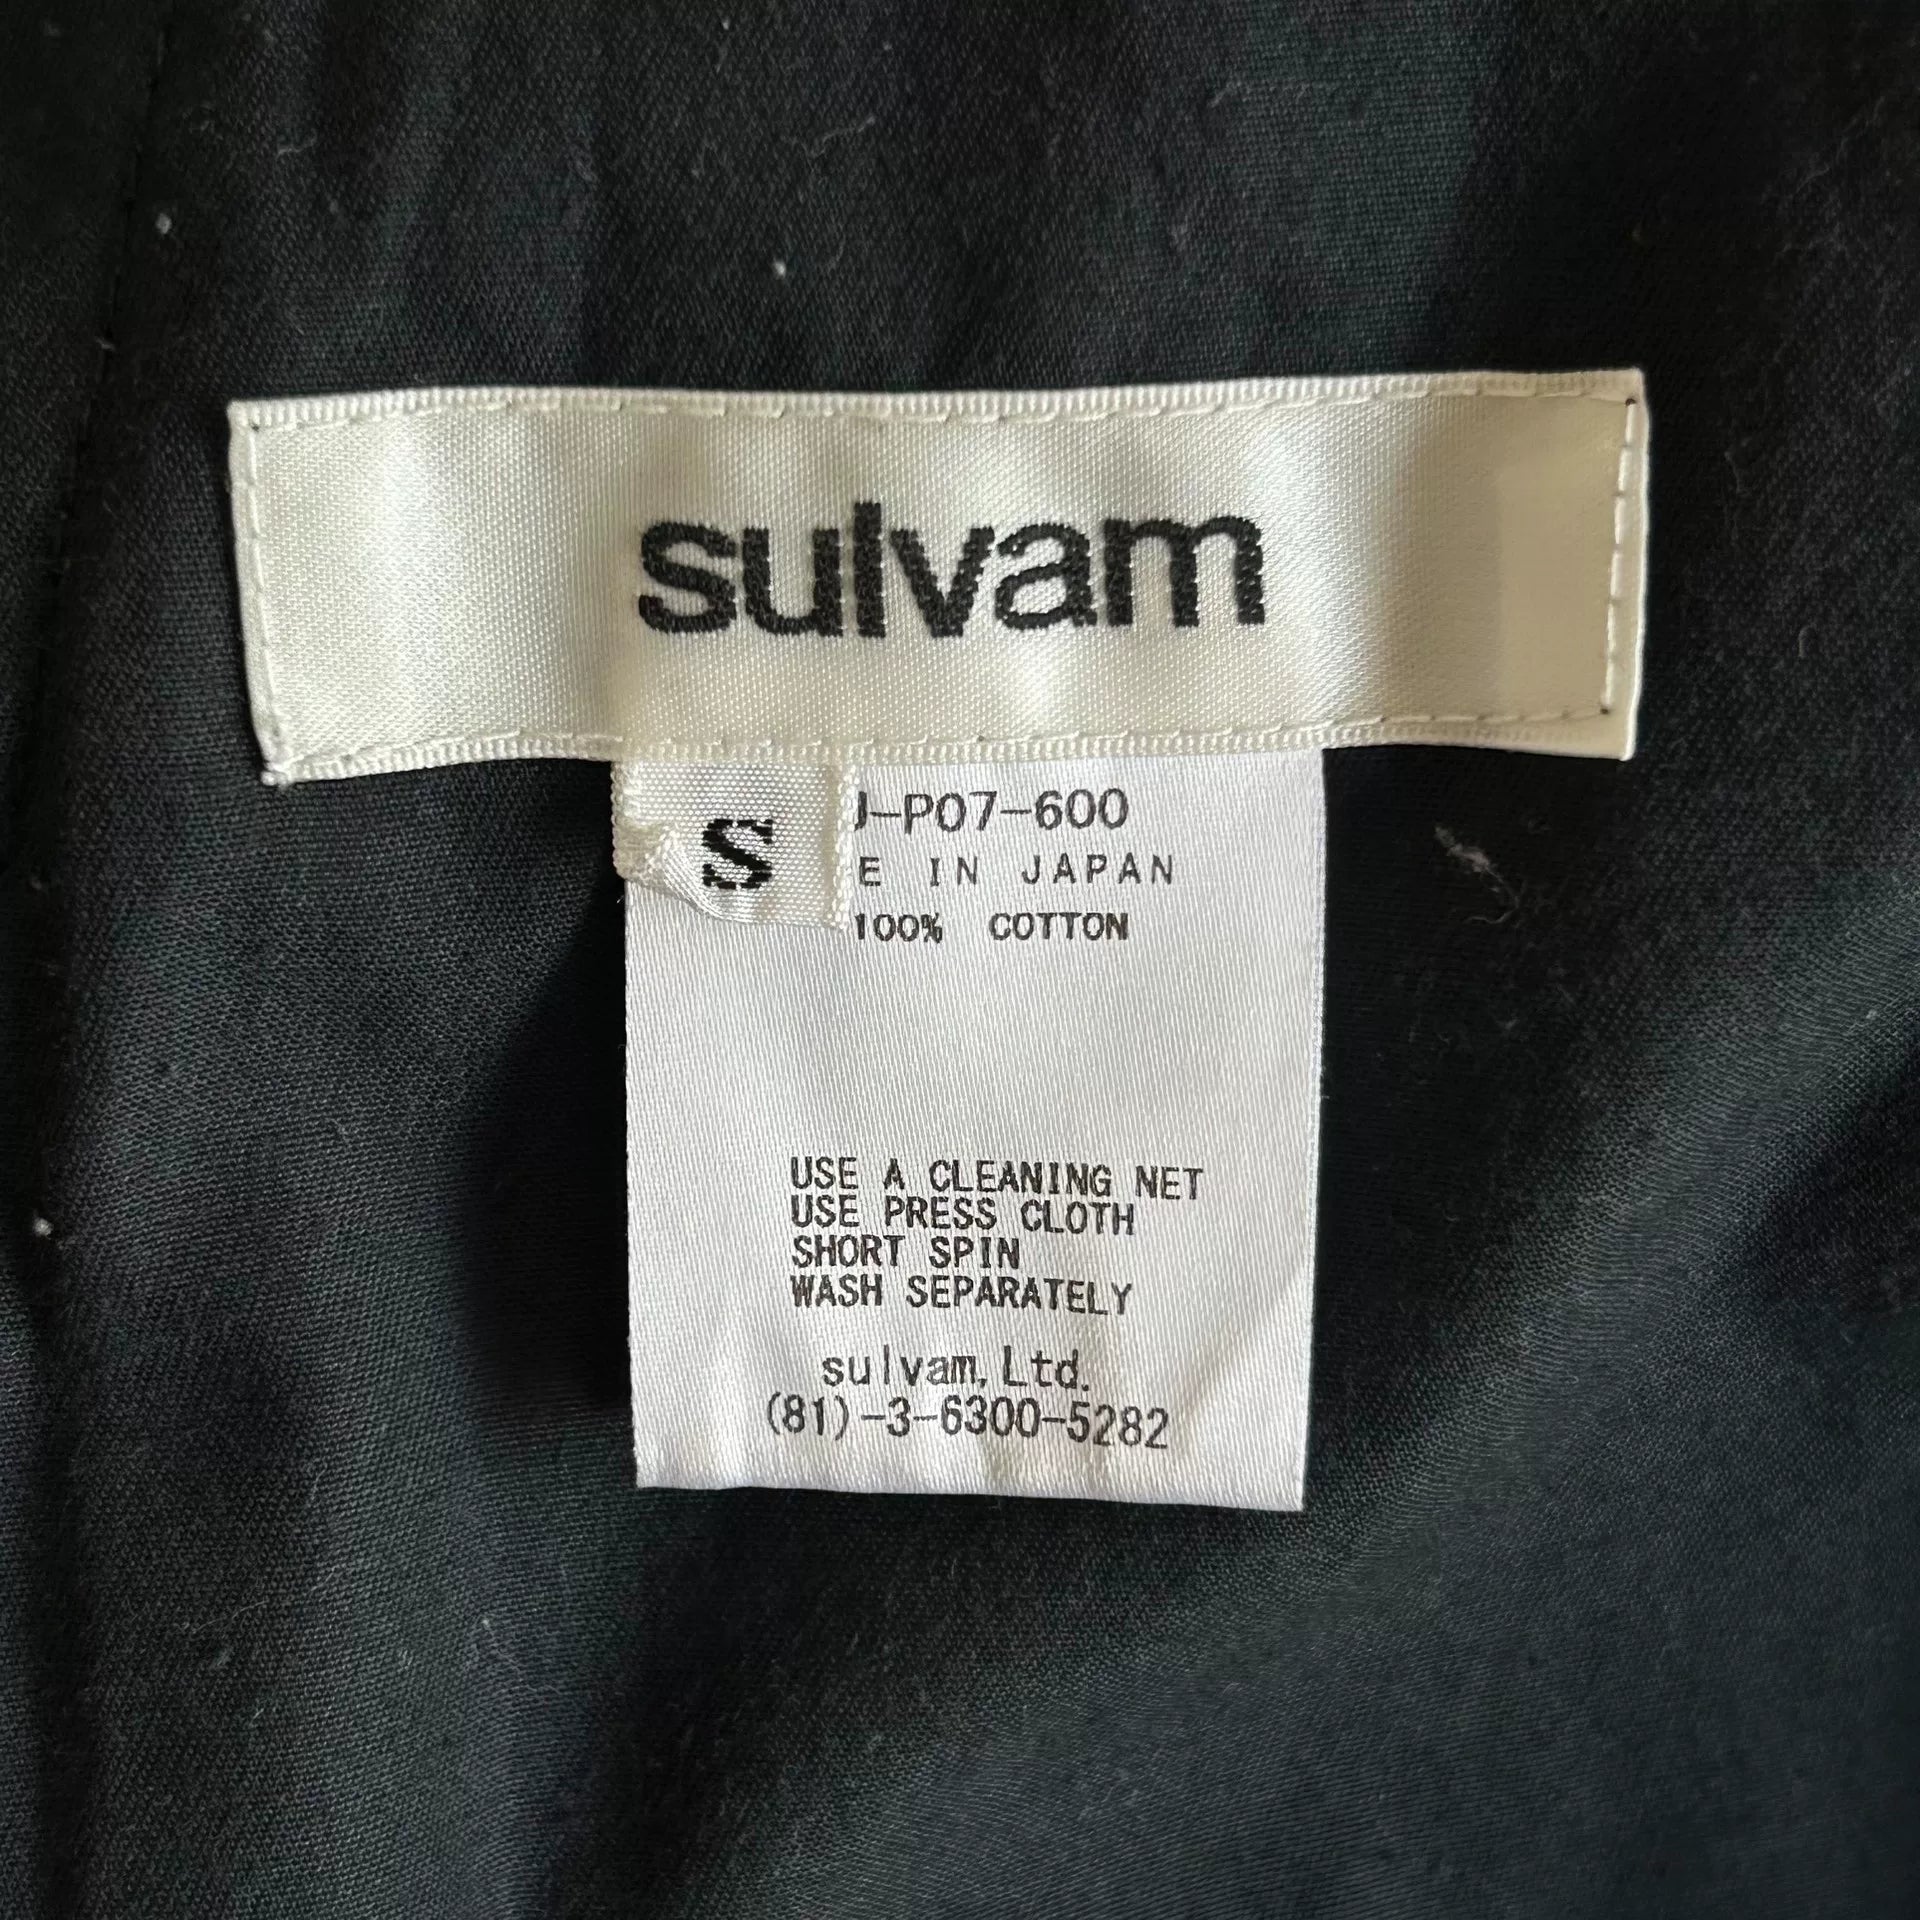 sulvam
S
J-P07-600
E IN JAPAN
100% COTTON
USE A CLEANING NET
USE PRESS CLOTH
SHORT SPIN
WASH SEPARATELY
sulvam, Ltd.
(81)-3-6300-5282